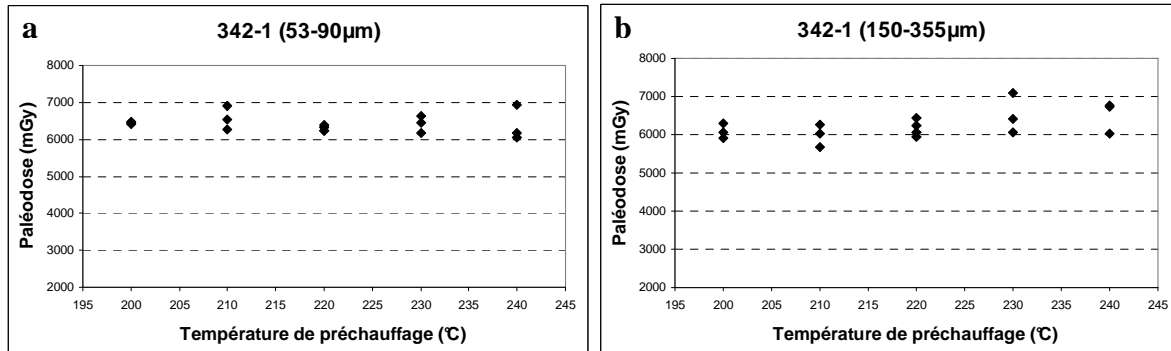 a
342-1 (53-90µm)
8000
7000
6000
5000
4000
3000
2000
195 200 205 210 215 220 225 230 235 240 245
Paléodose (mGy)
Température de préchauffage (°C)
b
342-1 (150-355µm)
8000
7000
6000
5000
4000
3000
2000
195 200 205 210 215 220 225 230 235 240 245
Paléodose (mGy)
Température de préchauffage (°C)